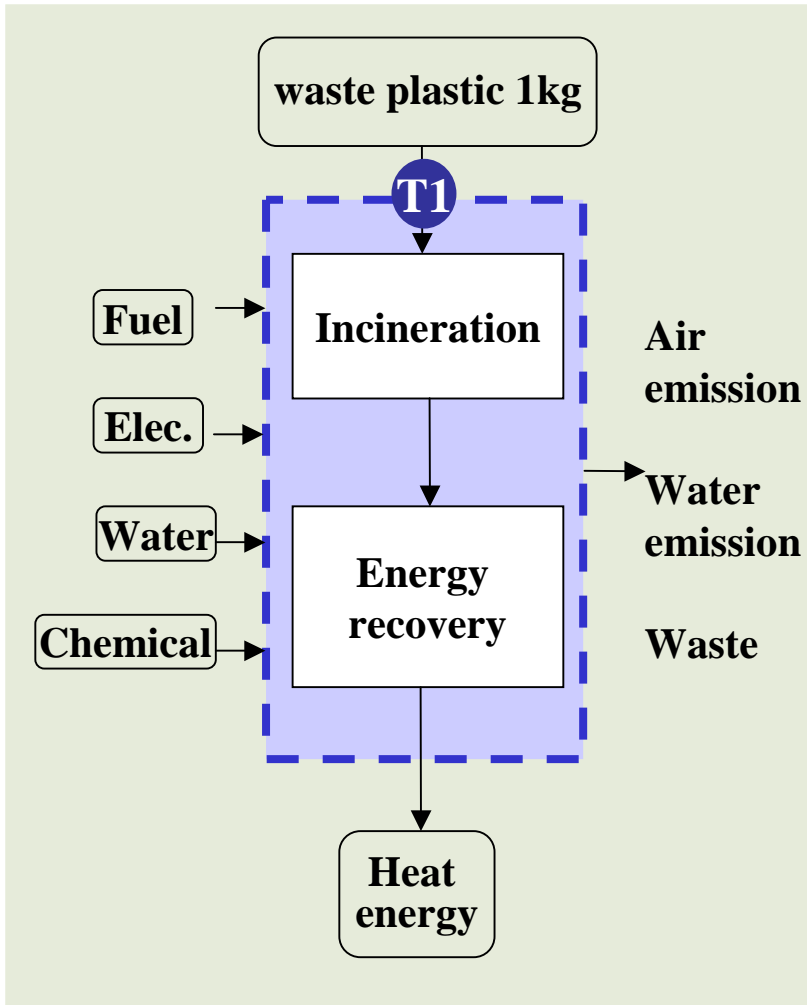 waste plastic 1kg
T1
Incineration
Fuel
Elec.
Water
Chemical
Energy
recovery
Air
emission
Water
emission
Waste
Heat
energy